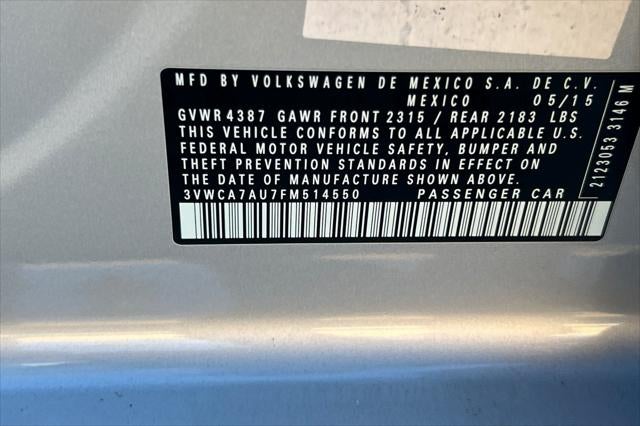 MFD BY VOLKSWAGEN DE MEXICO S.A. DE C.V.
MEXICO 05/15
GVWR 4387 GAWR FRONT 2315 / REAR 2183 LBS
THIS VEHICLE CONFORMS TO ALL APPLICABLE U.S.
FEDERAL MOTOR VEHICLE SAFETY, BUMPER AND
THEFT PREVENTION STANDARDS IN EFFECT ON
THE DATE OF MANUFACTURE SHOWN ABOVE.
3VWCA7AU7FM514550 PASSENGER CAR
2123053 3146 M